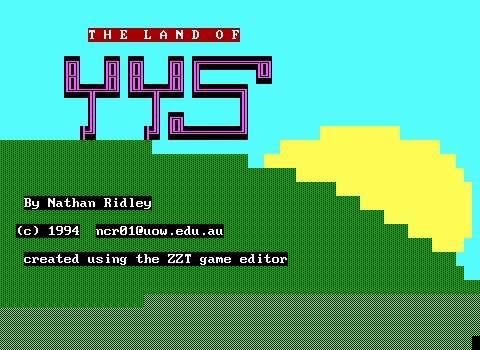 THE LAND OF
YYS
By Nathan Ridley
(c) 1994 ncr01@uow.edu.au
created using the ZZT game editor